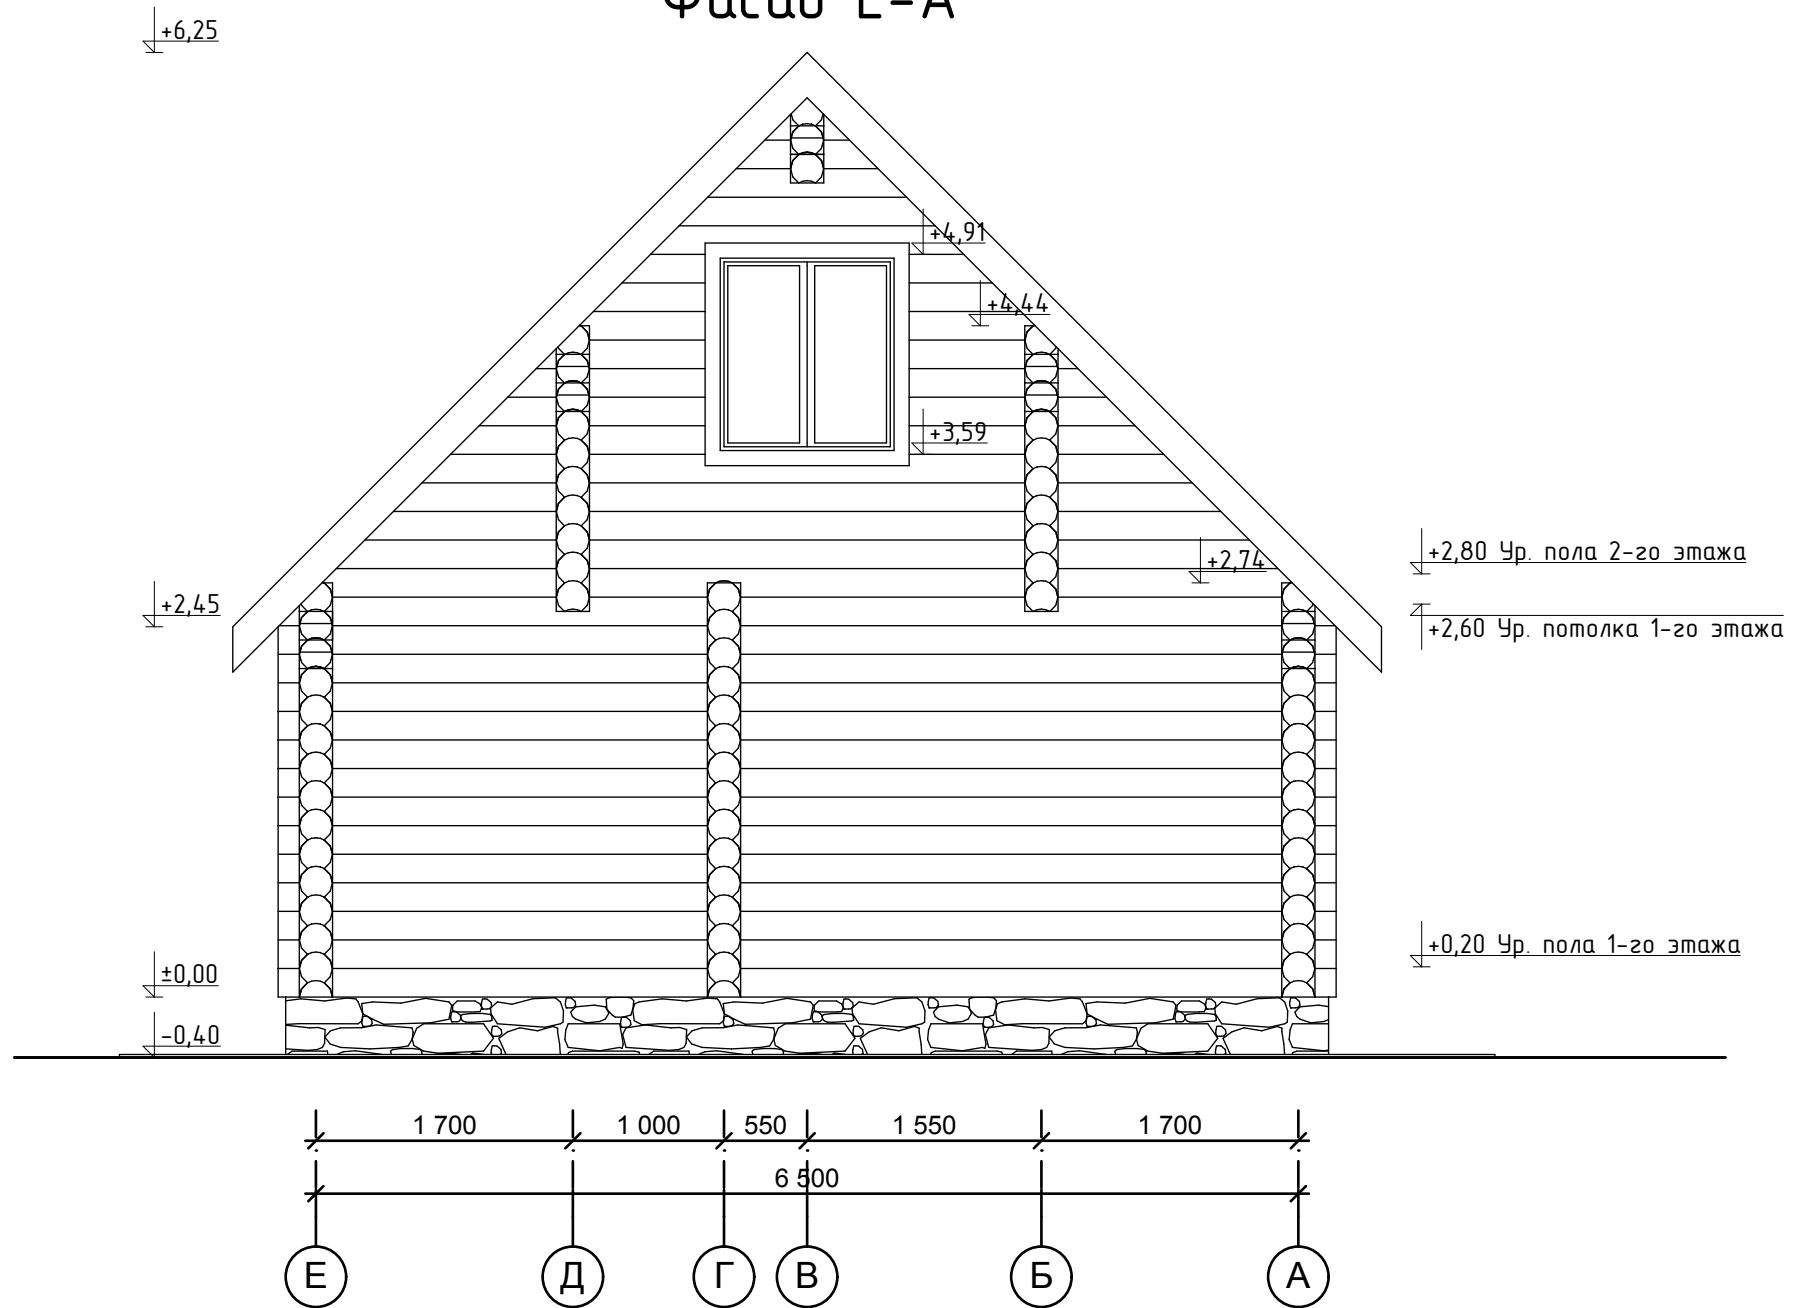 Фасад Е-А
+6,25
+4,91
+4,44
+3,59
+2,80 Ур. пола 2-го этажа
+2,74
+2,45
+2,60 Ур. потолка 1-го этажа
+0,20 Ур. пола 1-го этажа
±0,00
-0,40
1 700 1 000 550 1 550 1 700
6 500
Е Д Г В Б А